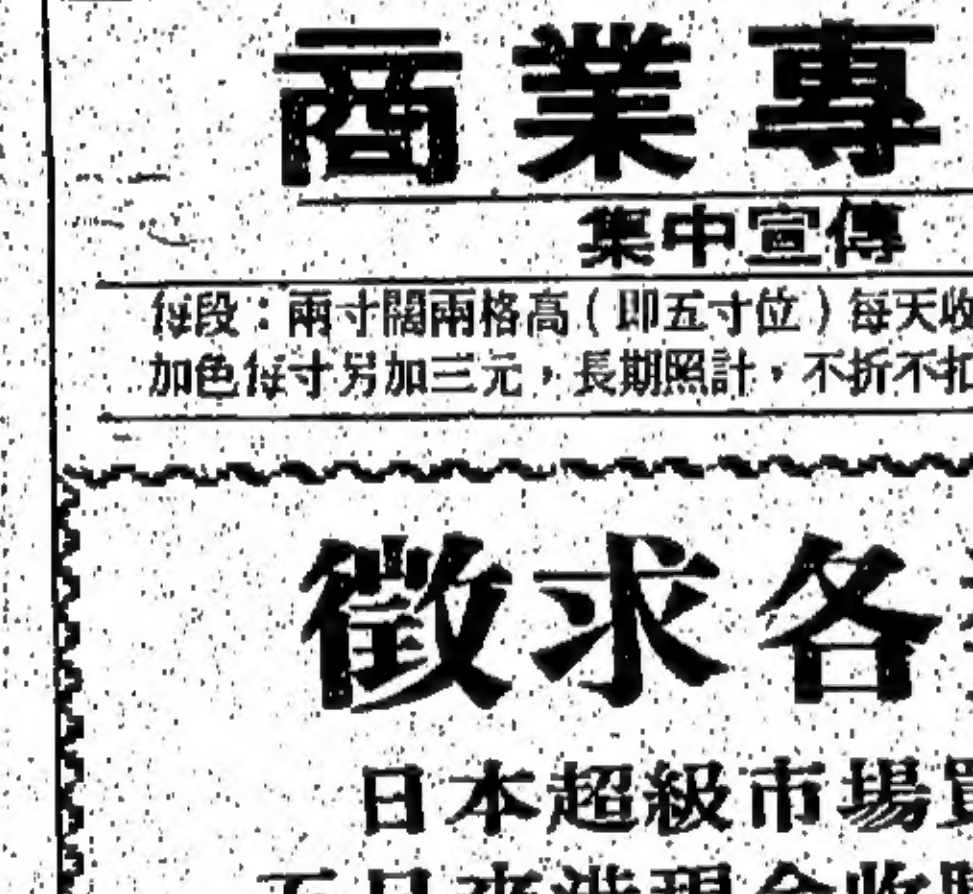 商業專
集中宣傳
每段：兩寸闊兩格高（即五寸位）每天收
加色每寸另加三元，長期照計，不折不扣
徵求各
日本超級市場買